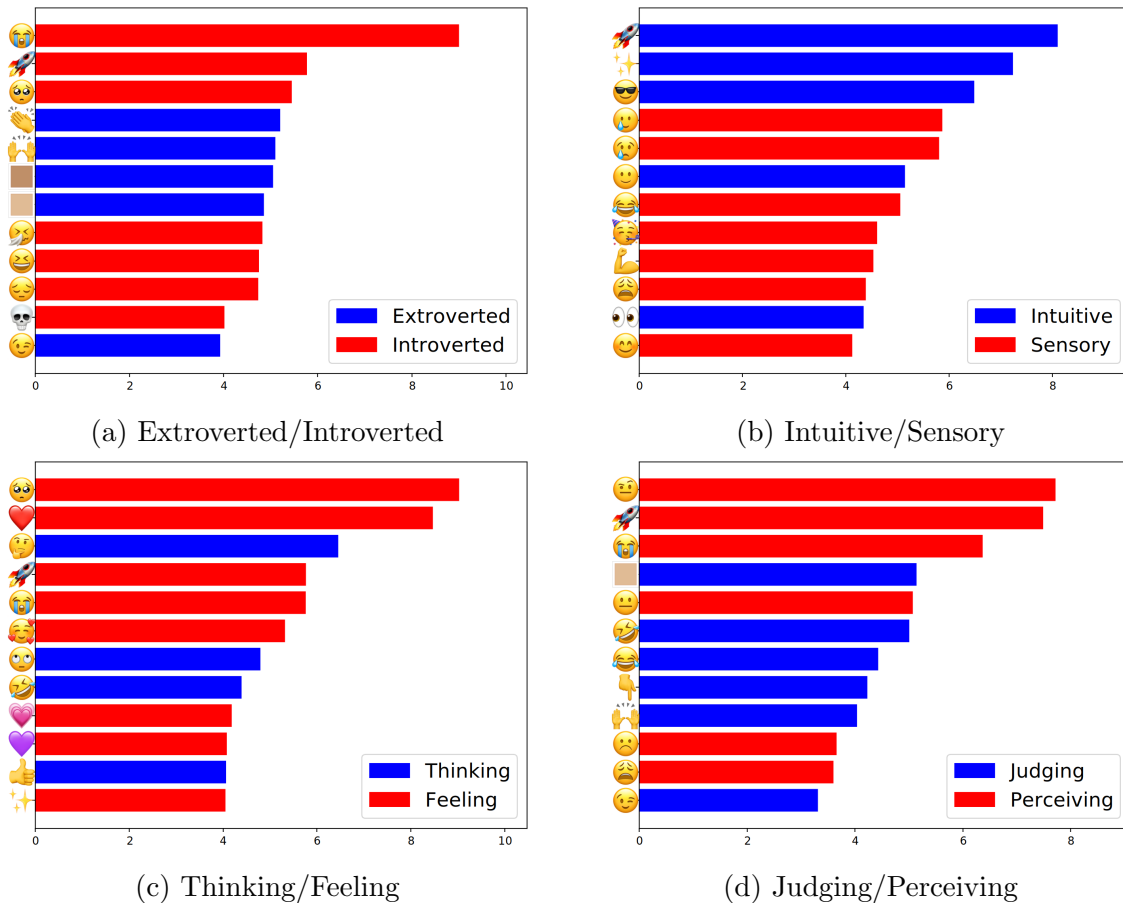 Extroverted
Introverted
0 2 4 6 8 10
(a) Extroverted/Introverted
Intuitive
Sensory
0 2 4 6 8
(b) Intuitive/Sensory
Thinking
Feeling
0 2 4 6 8 10
(c) Thinking/Feeling
Judging
Perceiving
0 2 4 6 8
(d) Judging/Perceiving